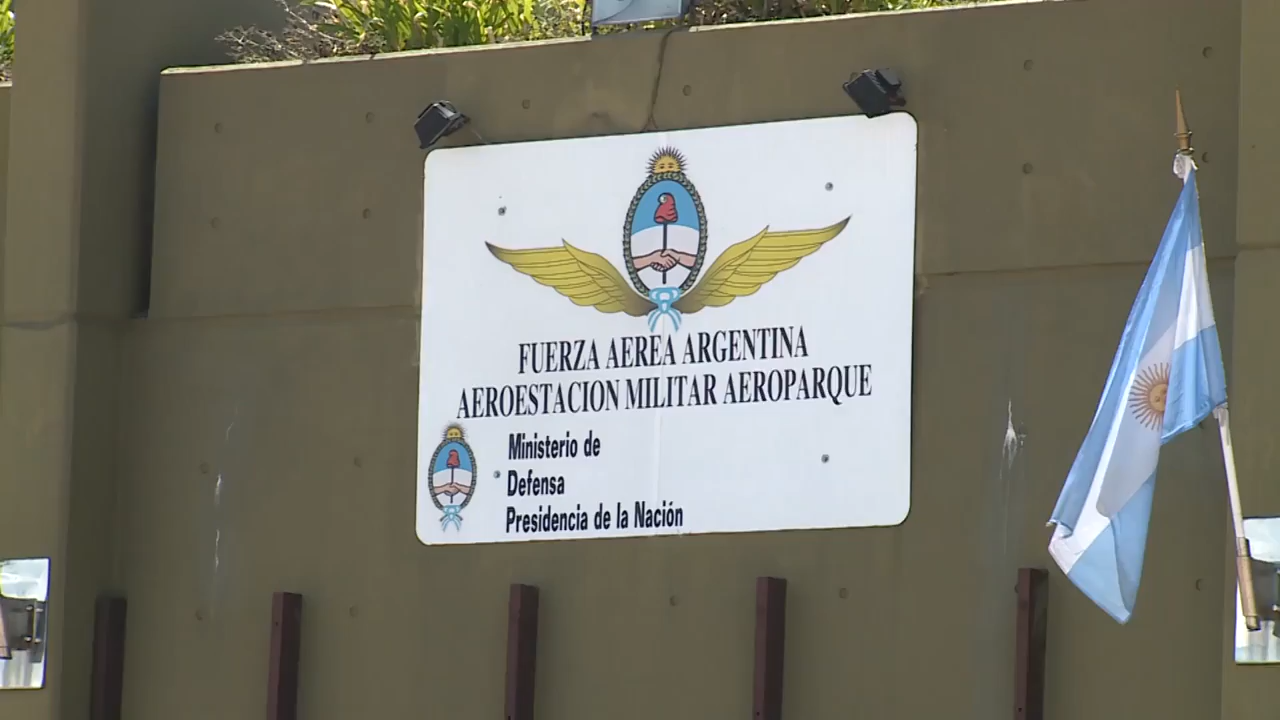 FUERZA AEREA ARGENTINA
AEROESTACION MILITAR AEROPARQUE
Ministerio de
Defensa
Presidencia de la Nación